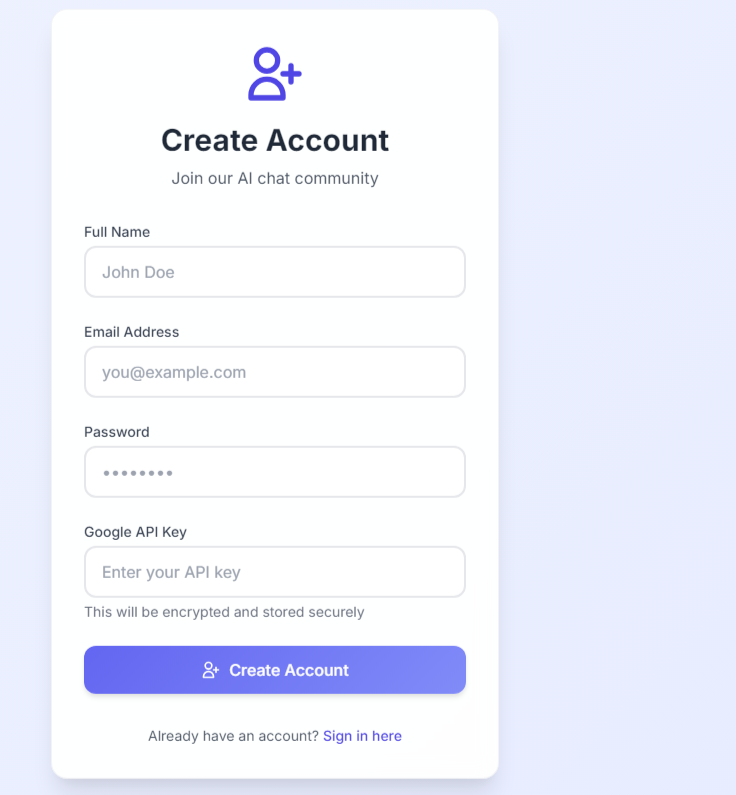 Create Account
Join our AI chat community
Full Name
John Doe
Email Address
you@example.com
Password
••••••••
Google API Key
Enter your API key
This will be encrypted and stored securely
Create Account
Already have an account? Sign in here